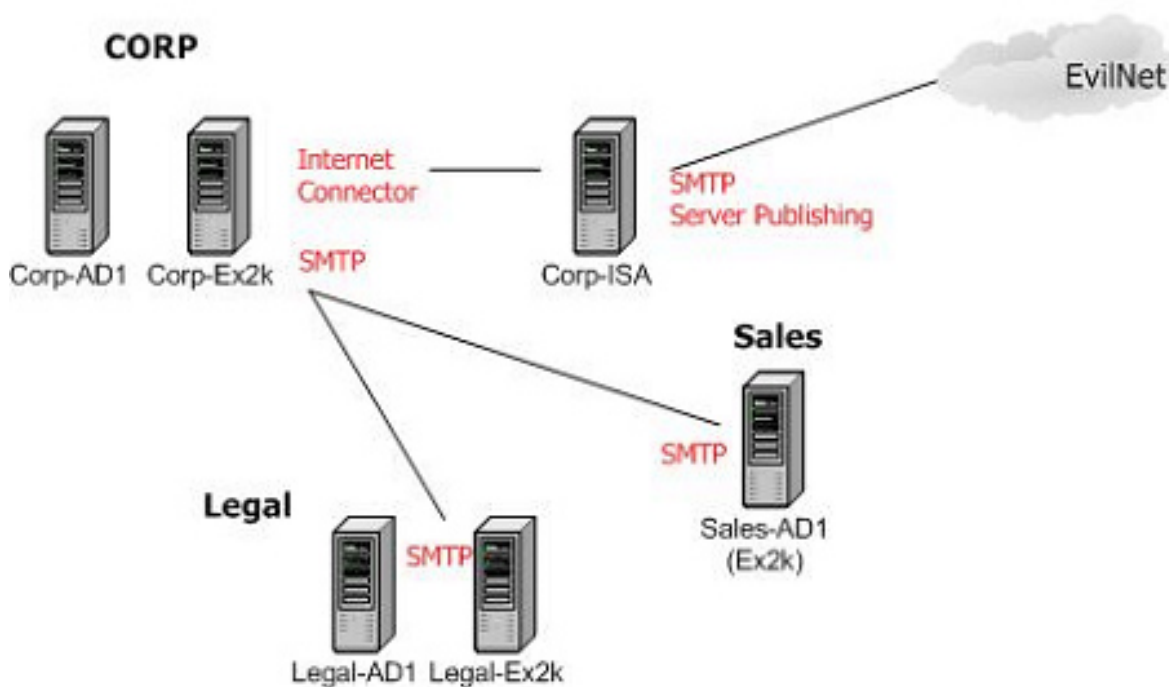 CORP
EvilNet
Internet
Connector
SMTP
Server Publishing
Corp-AD1
Corp-Ex2k
SMTP
Corp-ISA
Sales
SMTP
Sales-AD1
(Ex2k)
Legal
SMTP
Legal-AD1
Legal-Ex2k